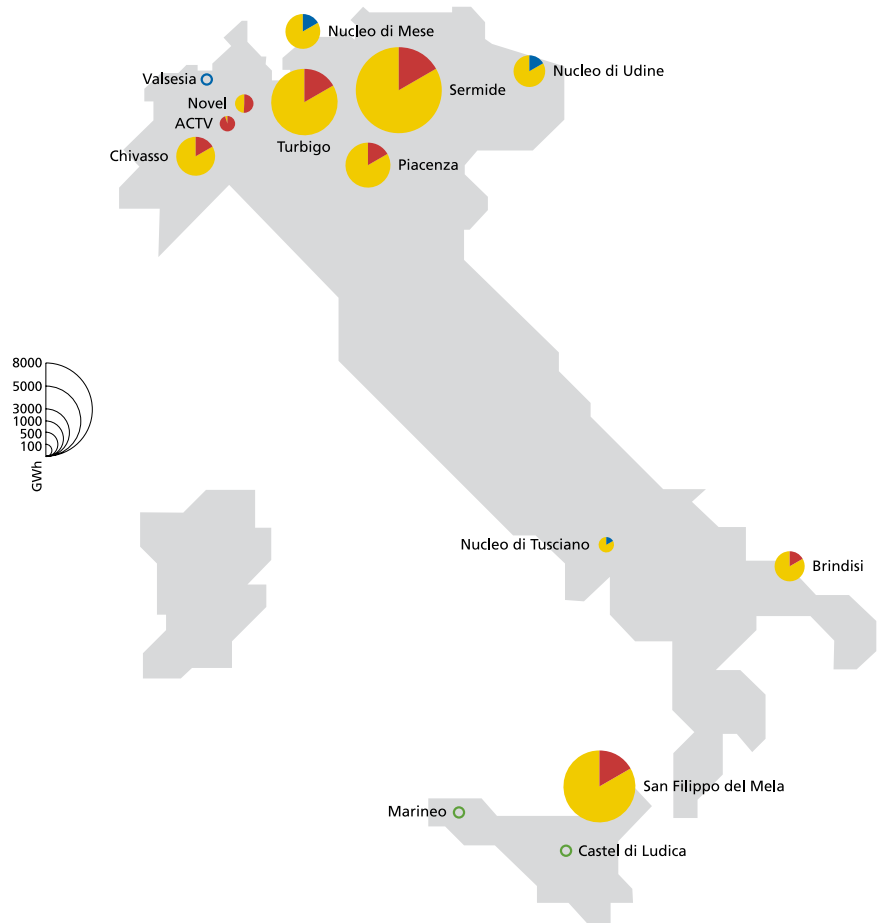 Nucleo di Mese
Nucleo di Udine
Valsesia
Sermide
Novel
ACTV
Turbigo
Chivasso
Piacenza
8000
5000
3000
1000
500
100
GWh
Nucleo di Tusciano
Brindisi
San Filippo del Mela
Marineo
Castel di Ludica